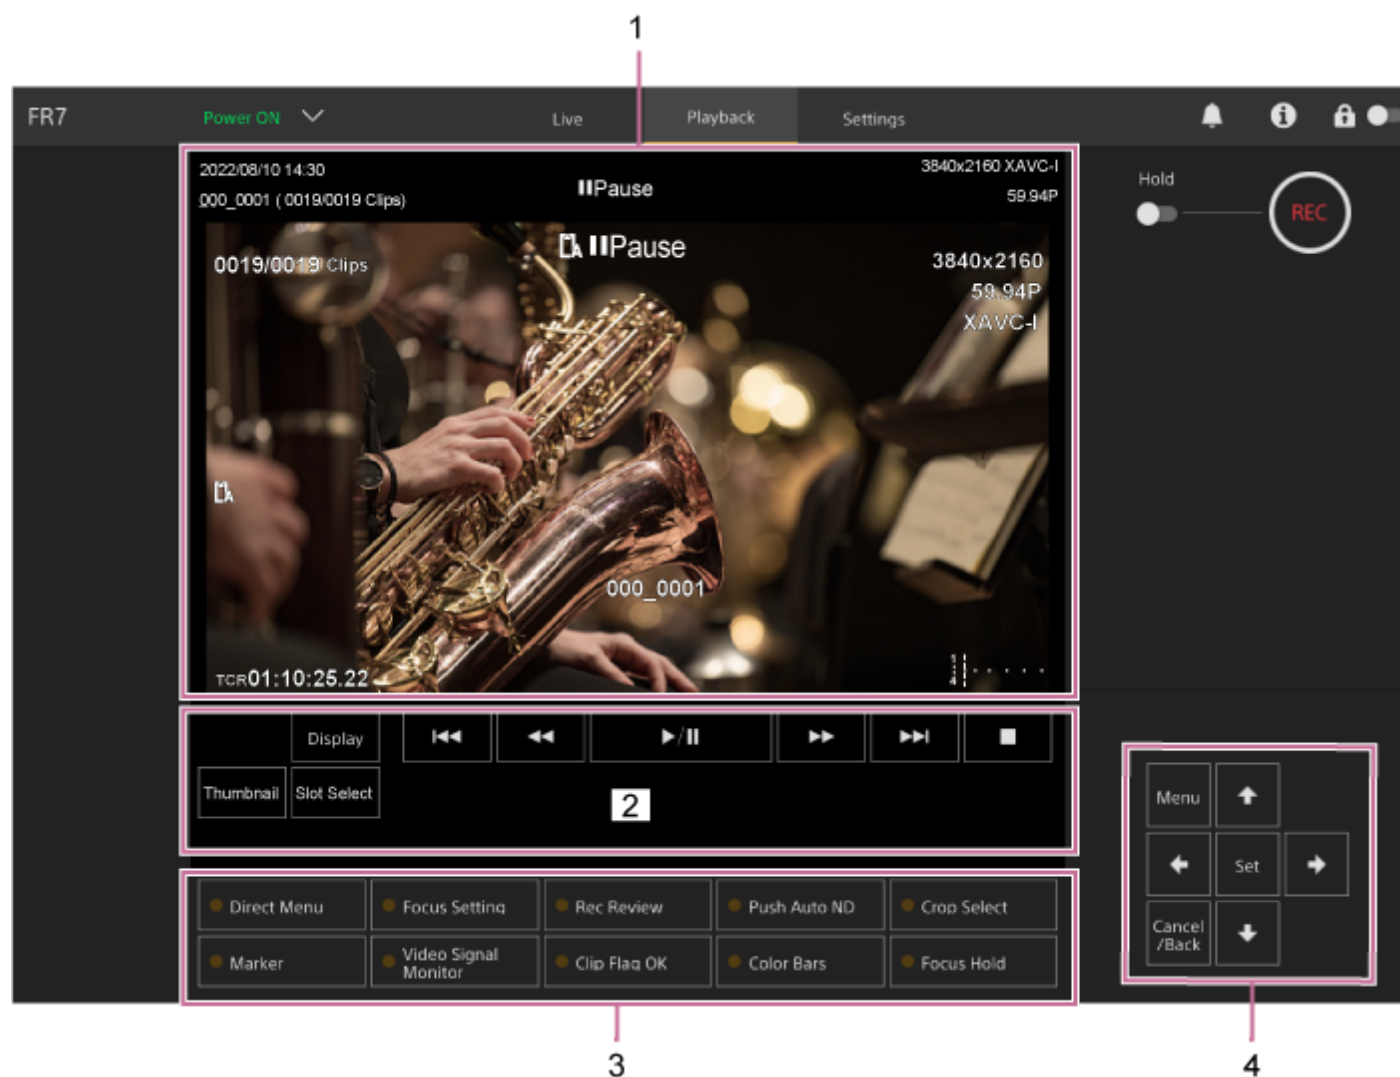 1
FR7
Power ON
Live
Playback
Settings
2022/08/10 14:30
000_0001 ( 0019/0019 Clips)
Pause
3840x2160 XAVC-I
59.94P
Hold
REC
0019/0019 Clips
A Pause
3840x2160
59.94P
XAVC-I
A
000_0001
TCR01:10:25.22
Display
Thumbnail
Slot Select
2
Menu
Set
Cancel
/Back
Direct Menu
Focus Setting
Rec Review
Push Auto ND
Crop Select
Marker
Video Signal
Monitor
Clip Flag OK
Color Bars
Focus Hold
3
4